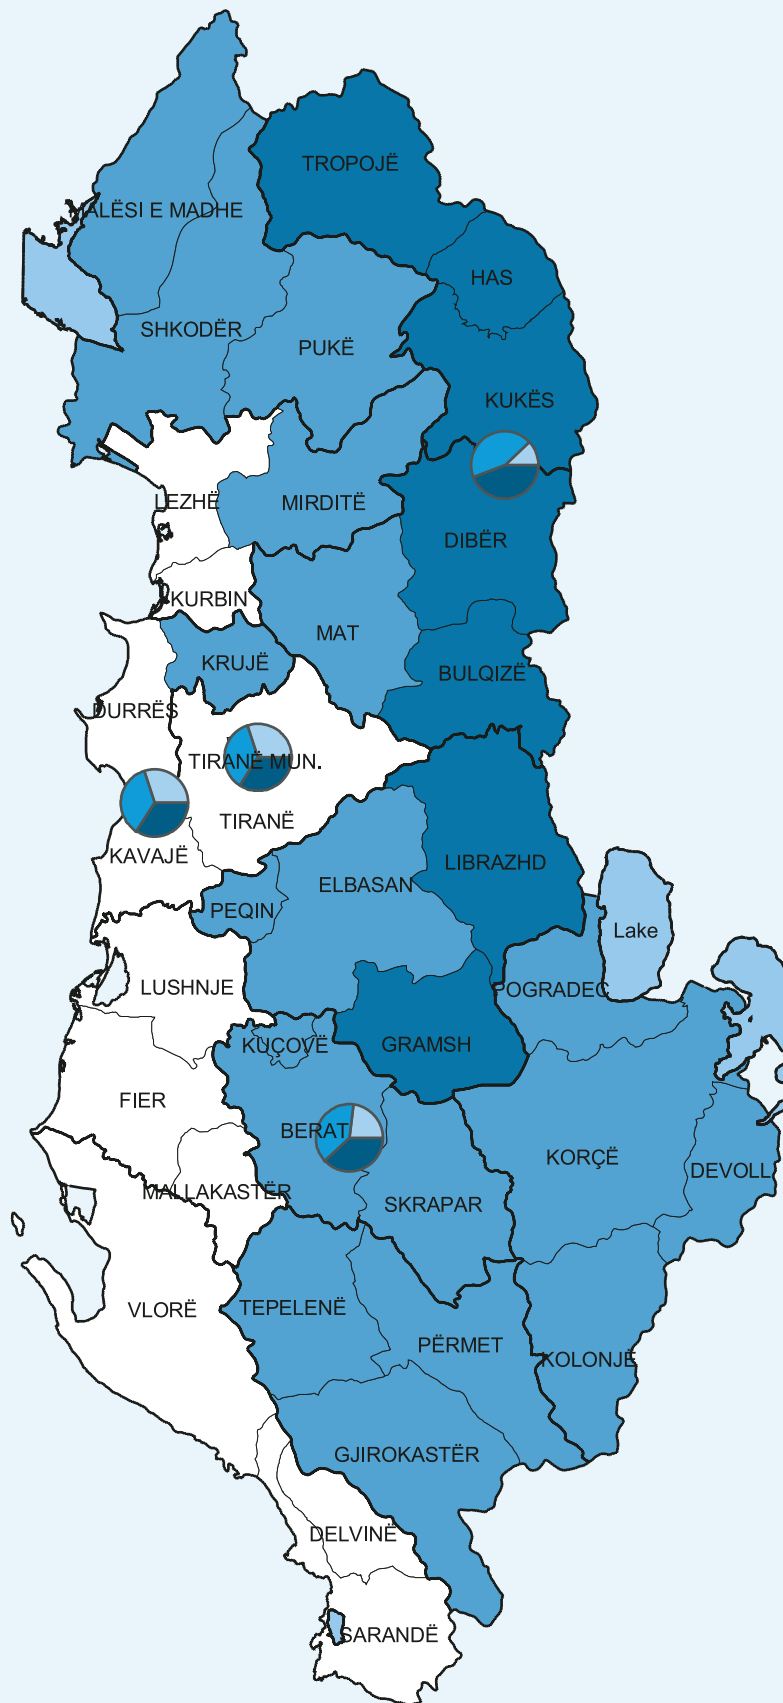 TROPOJË
MALËSI E MADHE
HAS
SHKODËR
PUKË
KUKËS
LEZHË
MIRDITË
DIBËR
KURBIN
MAT
KRUJË
BULQIZË
DURRËS
TIRANË MUN.
TIRANË
KAVAJË
LIBRAZHD
ELBASAN
PEQIN
Lake
LUSHNJE
POGRADEC
KUÇOVË
GRAMSH
FIER
BERAT
KORÇË
DEVOLL
MALLAKASTËR
SKRAPAR
VLORË
TEPELENË
PËRMET
KOLONJË
GJIROKASTËR
DELVINË
SARANDË